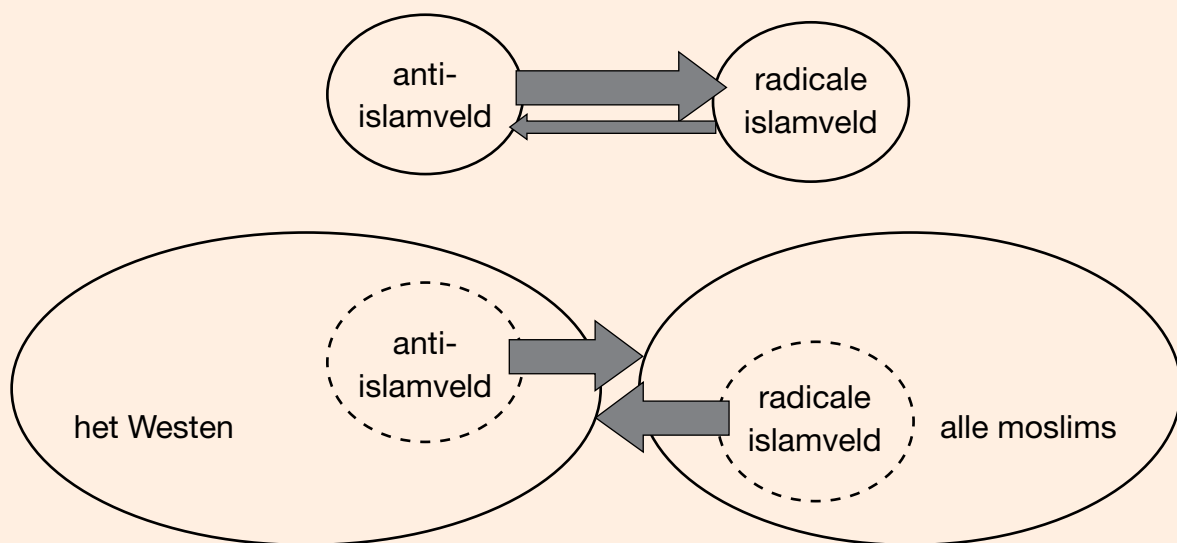 anti-
islamveld
radicale
islamveld
anti-
islamveld
het Westen
radicale
islamveld
alle moslims